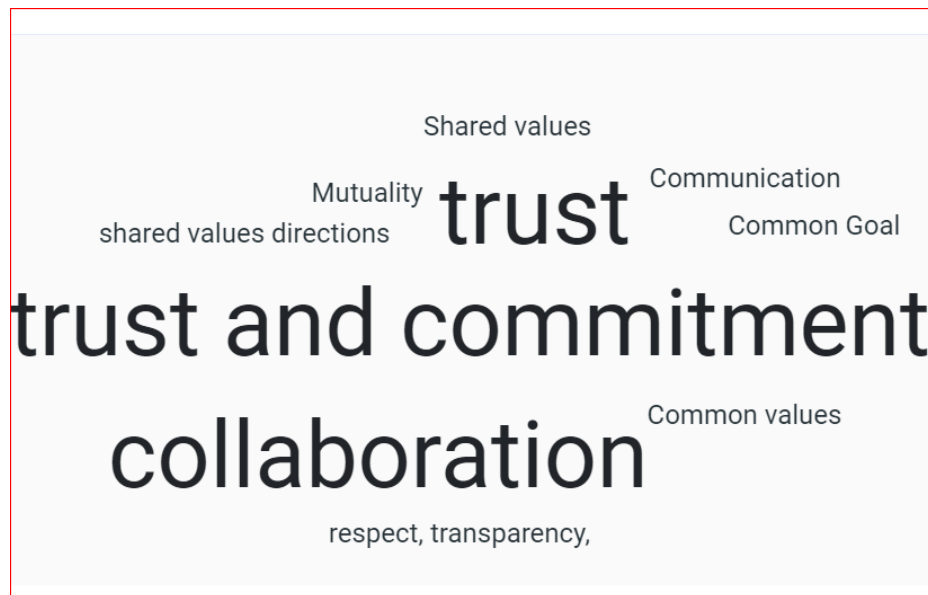 Shared values
Mutuality trust Communication
shared values directions Common Goal
trust and commitment
Common values
collaboration
respect, transparency,